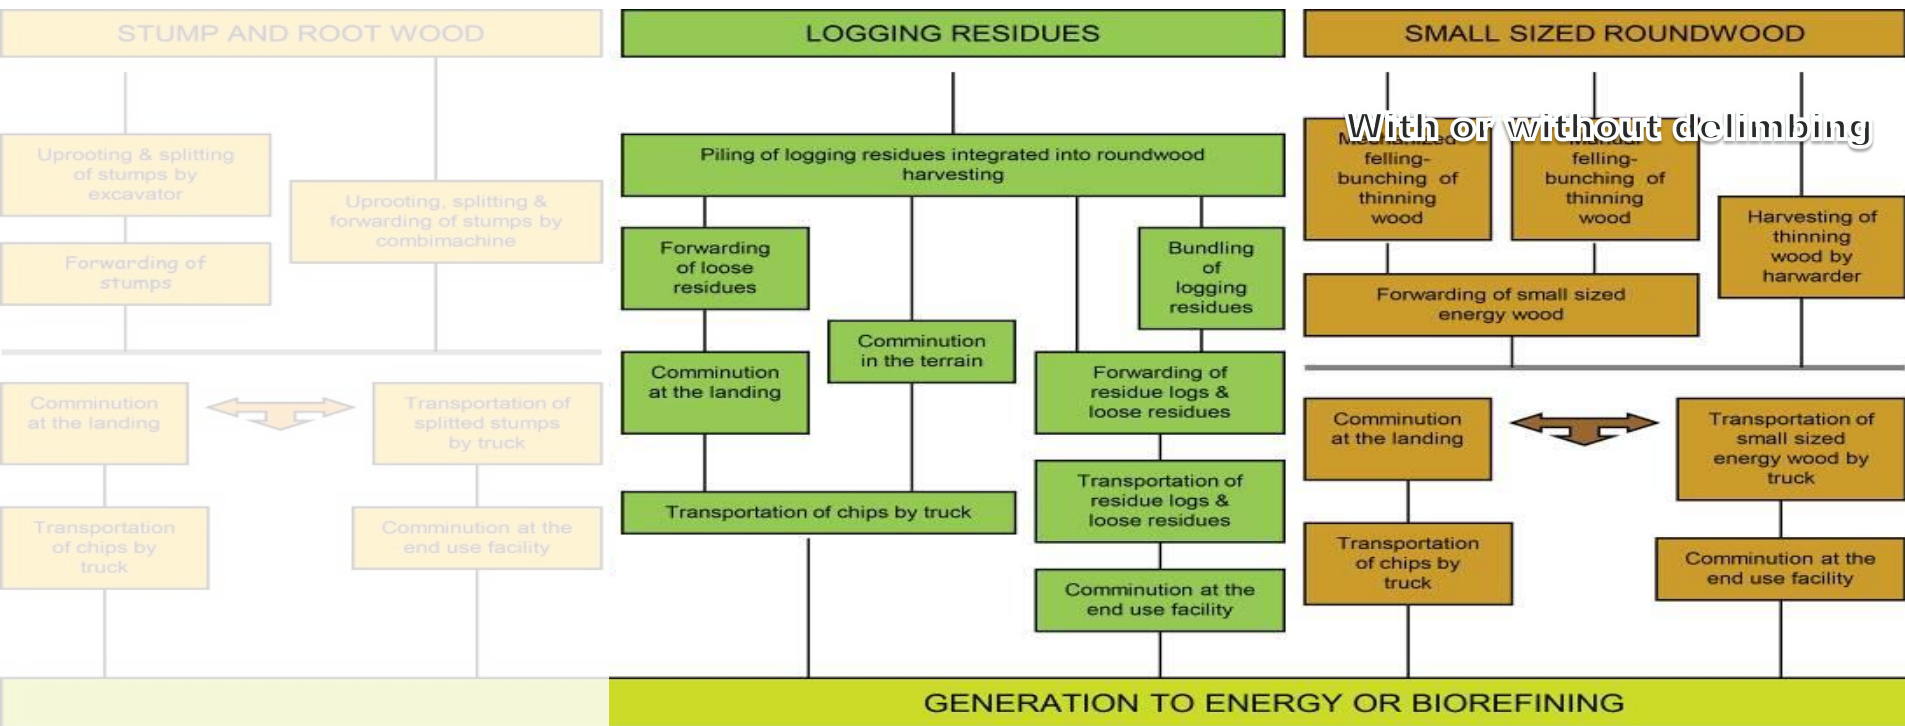 STUMP AND ROOT WOOD
Uprooting & splitting
of stumps by
excavator
Forwarding of
stumps
Uprooting, splitting &
forwarding of stumps by
combimachine
Comminution
at the landing
Transportation of
splitted stumps
by truck
Transportation
of chips by
truck
Comminution at the
end use facility
LOGGING RESIDUES
Piling of logging residues integrated into roundwood
harvesting
Forwarding
of loose
residues
Comminution
at the landing
Comminution
in the terrain
Transportation of chips by truck
Bundling
of
logging
residues
Forwarding of
residue logs &
loose residues
Transportation of
residue logs &
loose residues
Comminution at the
end use facility
SMALL SIZED ROUNDWOOD
With or without delimbing
Mechanized
felling-
bunching of
thinning
wood
Manual
felling-
bunching of
thinning
wood
Harvesting of
thinning
wood by
harwarder
Forwarding of small sized
energy wood
Comminution
at the landing
Transportation of
small sized
energy wood by
truck
Transportation
of chips by
truck
Comminution at the
end use facility
GENERATION TO ENERGY OR BIOREFINING